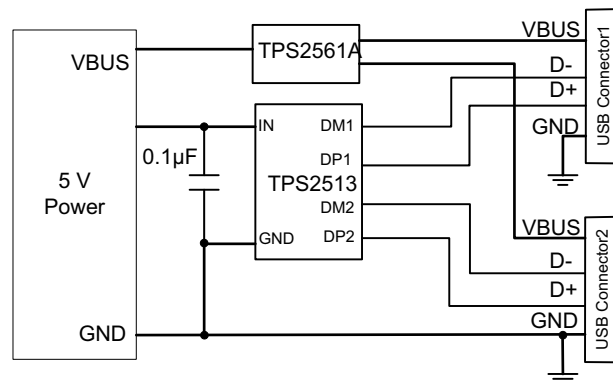 VBUS
TPS2561A
VBUS
D-
D+
GND
USB Connector1
5 V
Power
0.1µF
IN
DM1
DP1
TPS2513
DM2
GND
DP2
VBUS
D-
D+
GND
USB Connector2
GND